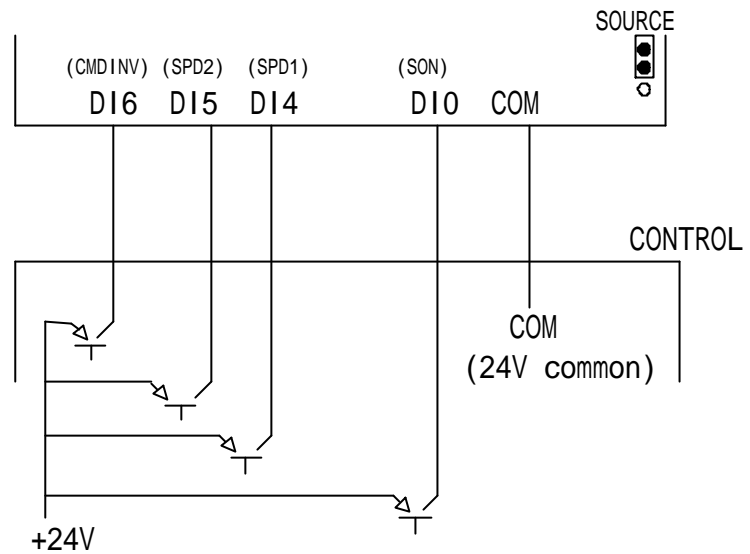 SOURCE
(CMDINV) (SPD2) (SPD1) (SON)
DI6 DI5 DI4 DI0 COM
CONTROL
COM
(24V common)
+24V